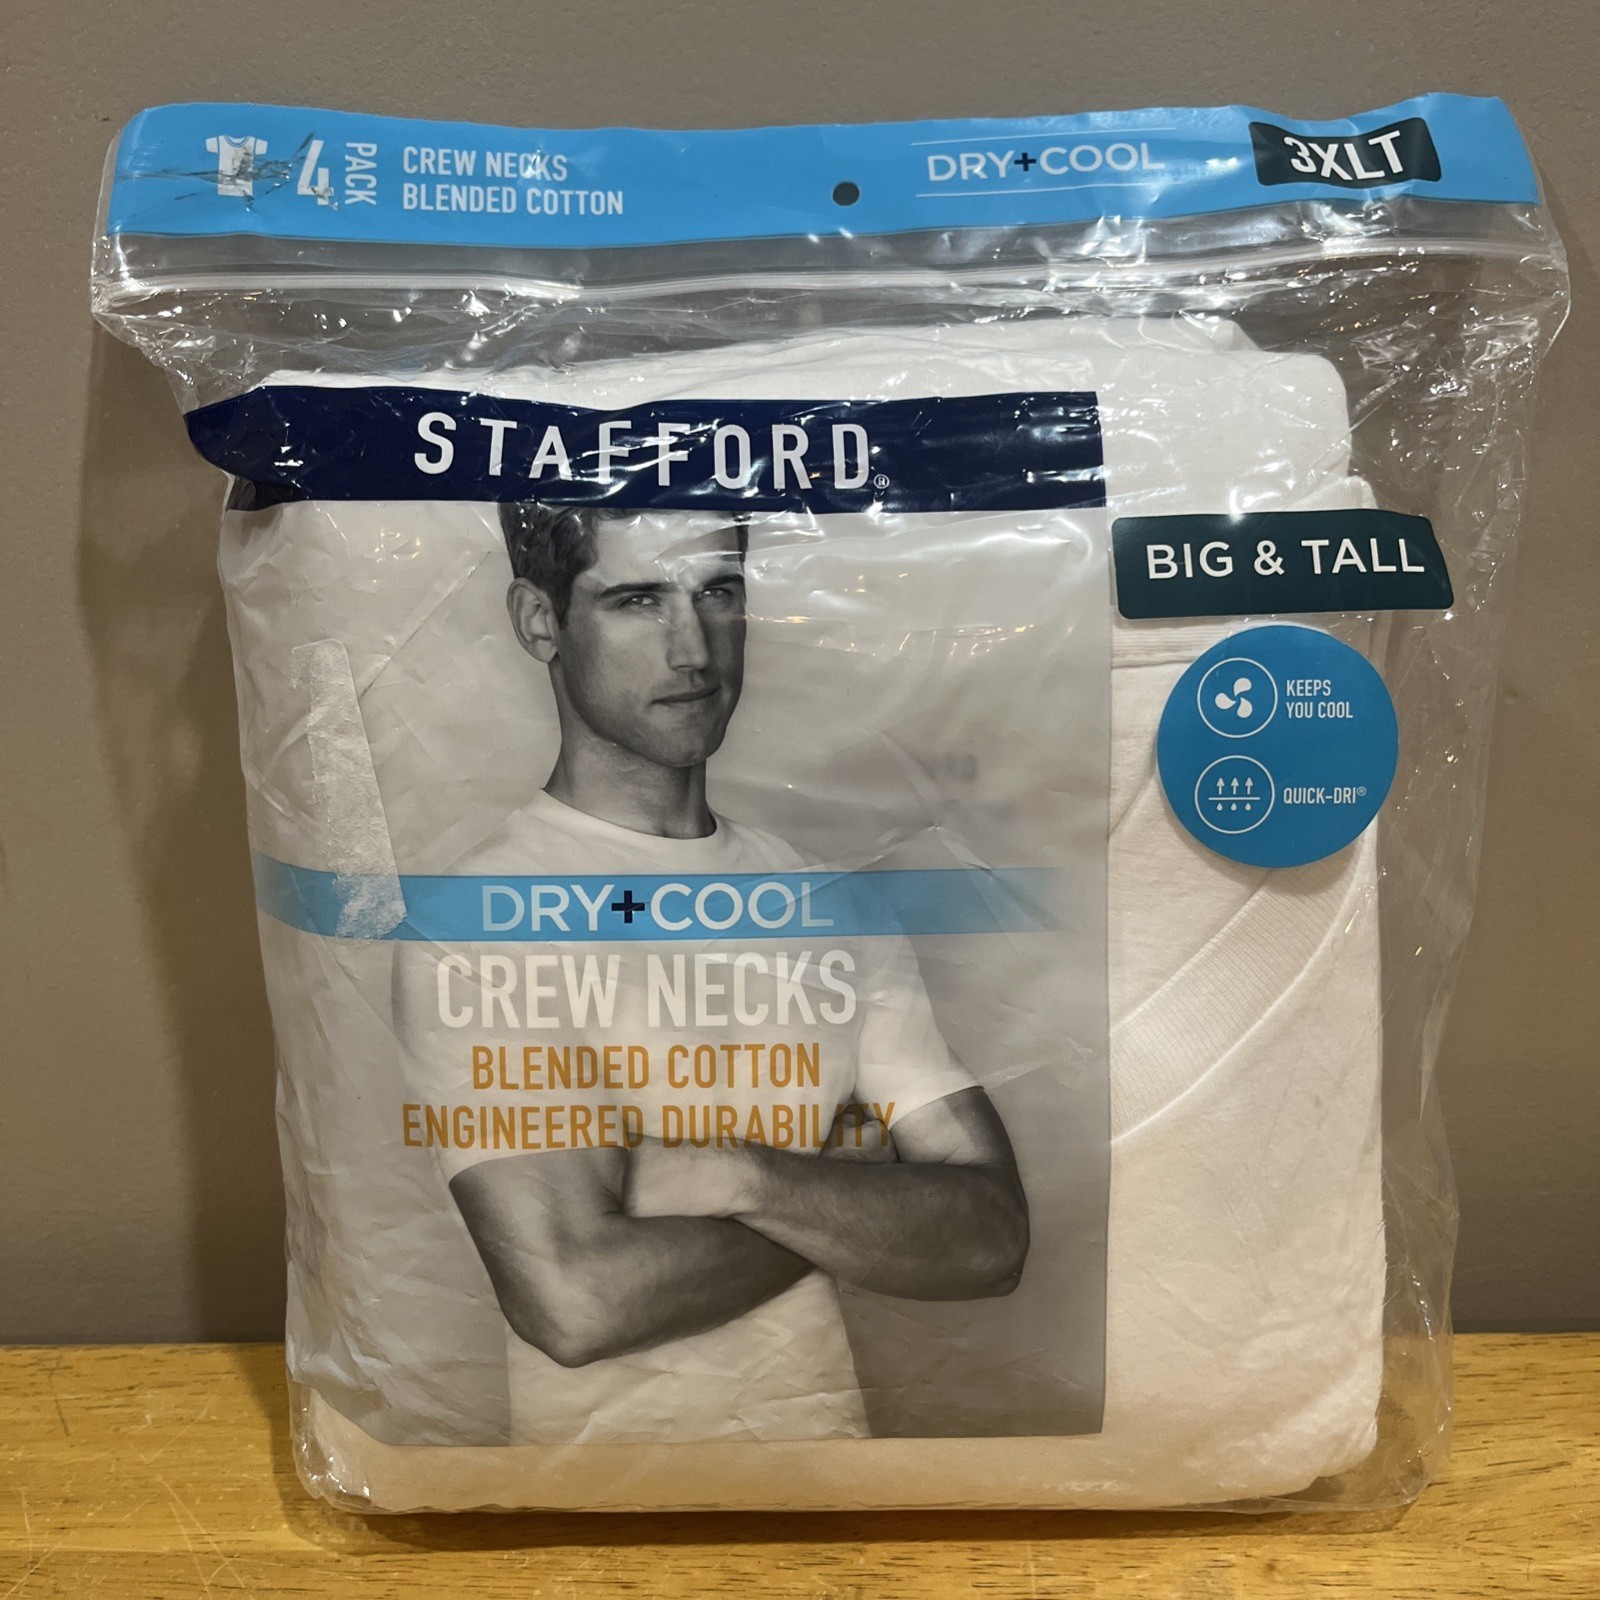 4 PACK
CREW NECKS
BLENDED COTTON
DRY+COOL
3XLT
STAFFORD®
BIG & TALL
KEEPS
YOU COOL
QUICK-DRI®
DRY+COOL
CREW NECKS
BLENDED COTTON
ENGINEERED DURABILITY